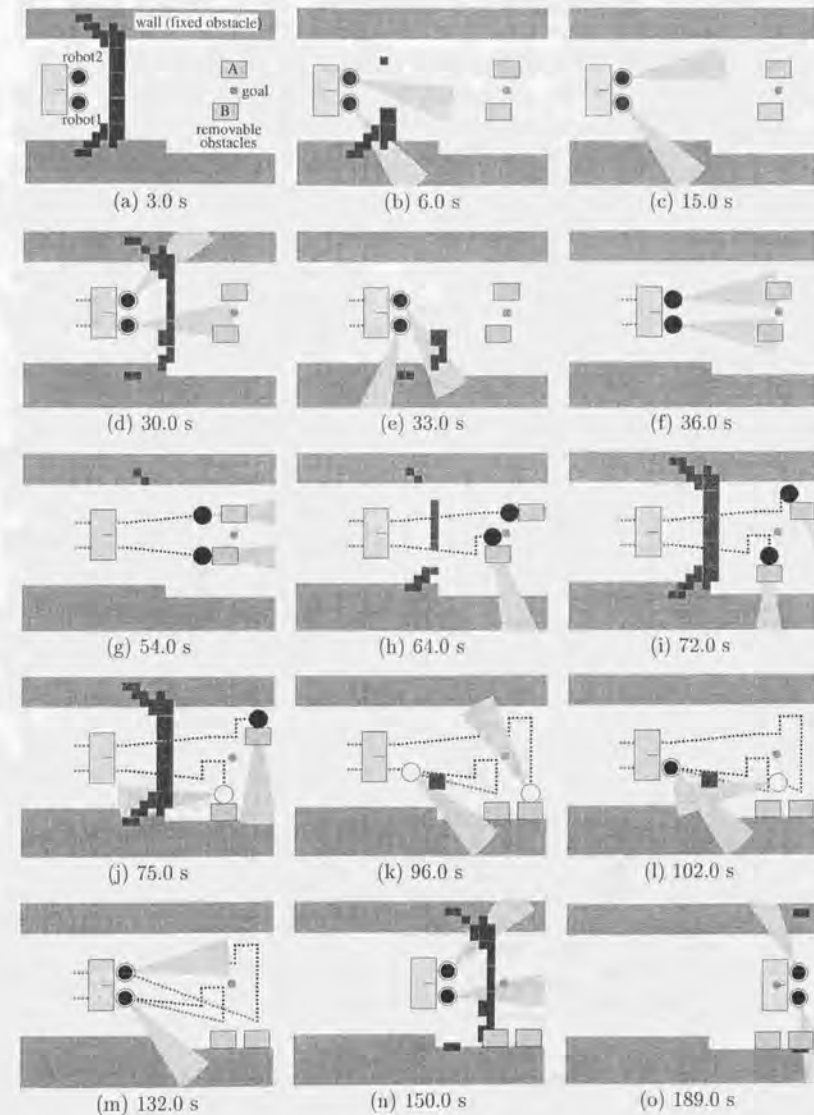 wall (fixed obstacle)
robot2
A
goal
B
robot1
removable
obstacles
(a) 3.0 s
(b) 6.0 s
(c) 15.0 s
(d) 30.0 s
(e) 33.0 s
(f) 36.0 s
(g) 54.0 s
(h) 64.0 s
(i) 72.0 s
(j) 75.0 s
(k) 96.0 s
(l) 102.0 s
(m) 132.0 s
(n) 150.0 s
(o) 189.0 s